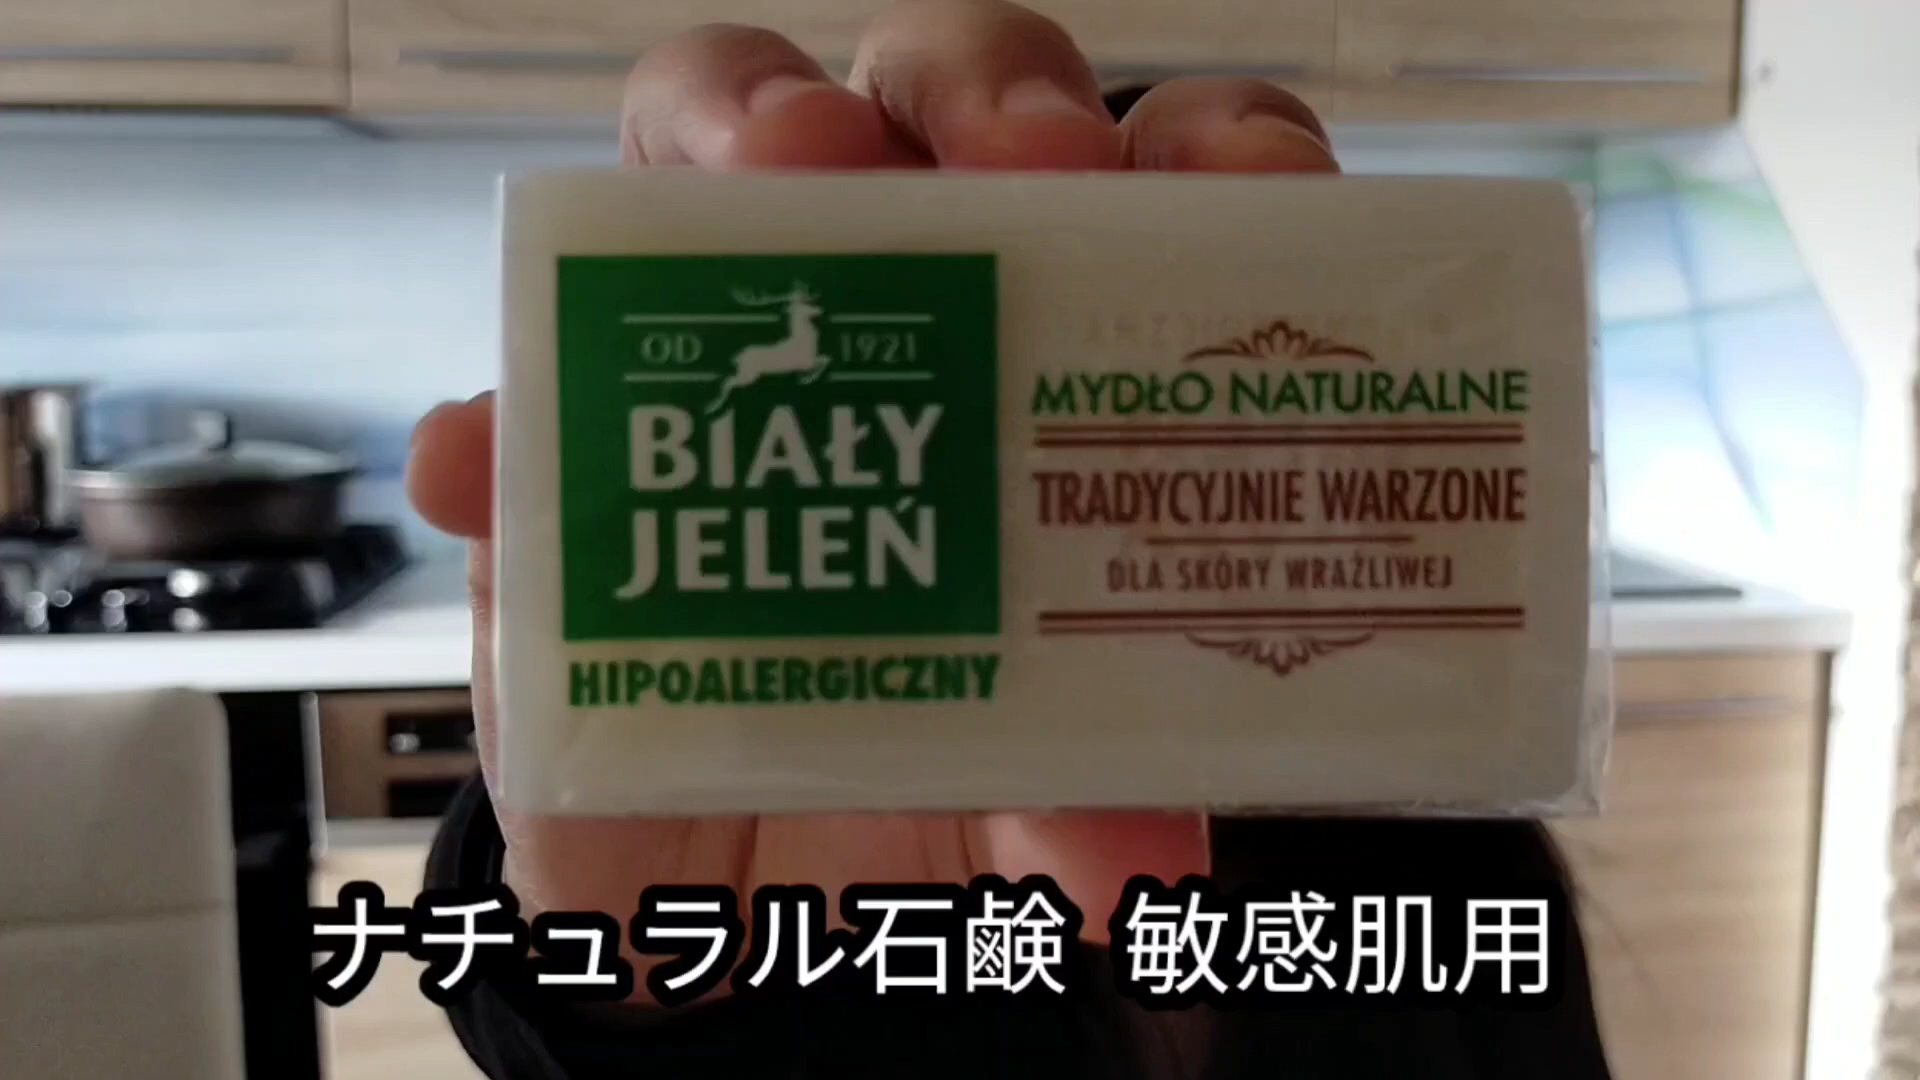 OD 1921
BIAŁY
JELEŃ
HIPOALERGICZNY
MYDŁO NATURALNE
TRADYCYJNIE WARZONE
DLA SKÓRY WRAŻLIWEJ
ナチュラル石鹸 敏感肌用